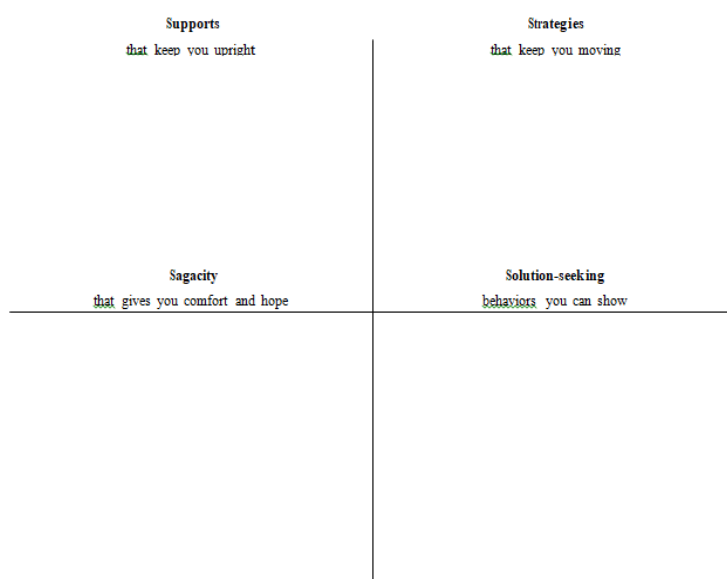 Supports
that keep you upright
Strategies
that keep you moving
Sagacity
that gives you comfort and hope
Solution-seeking
behaviors you can show